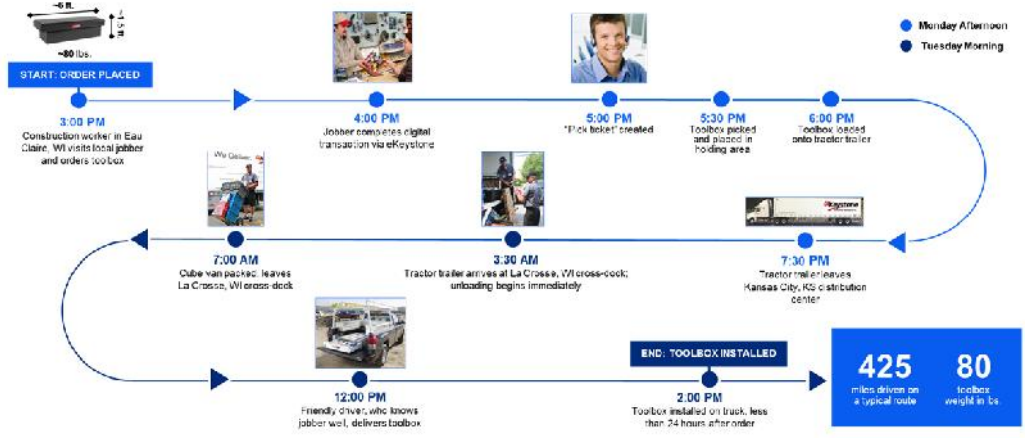 ~6 ft.
~1.5 ft.
~80 lbs.
Monday Afternoon
Tuesday Morning
START: ORDER PLACED
3:00 PM
Construction worker in Eau
Claire, WI visits local jobber
and orders toolbox
4:00 PM
Jobber completes digital
transaction via eKeystone
5:00 PM
"Pick ticket" created
5:30 PM
Toolbox picked
and placed in
holding area
6:00 PM
Toolbox loaded
onto tractor trailer
We Deliver
7:00 AM
Cube van packed, leaves
La Crosse, WI cross-dock
3:30 AM
Tractor trailer arrives at La Crosse, WI cross-dock;
unloading begins immediately
Keystone
7:30 PM
Tractor trailer leaves
Kansas City, KS distribution
center
12:00 PM
Friendly driver, who knows
jobber well, delivers toolbox
END: TOOLBOX INSTALLED
2:00 PM
Toolbox installed on truck, less
than 24 hours after order
425
miles driven on
a typical route
80
toolbox
weight in lbs.